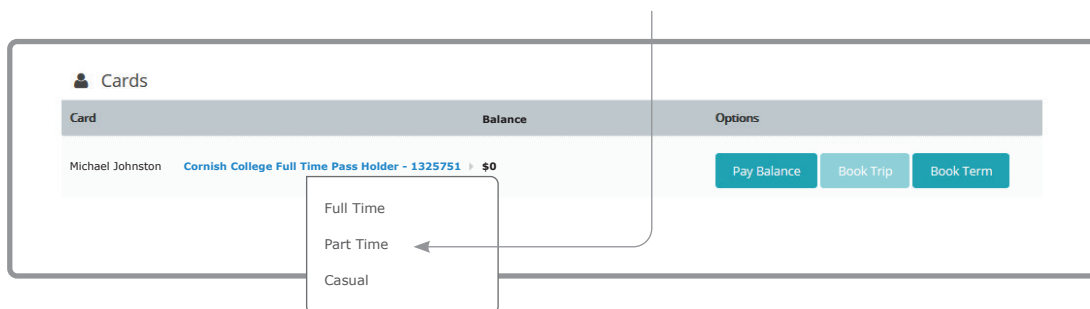 Cards
Card Balance Options
Michael Johnston Cornish College Full Time Pass Holder - 1325751 $0 Pay Balance Book Trip Book Term
Full Time
Part Time
Casual